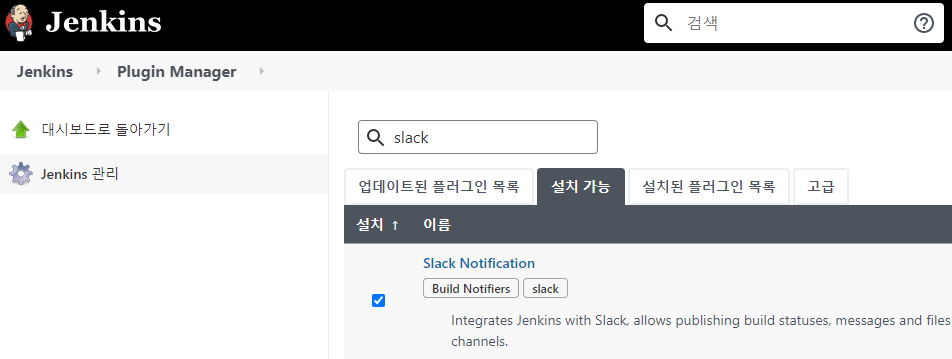 Jenkins
검색
Jenkins
Plugin Manager
대시보드로 돌아가기
Jenkins 관리
slack
업데이트된 플러그인 목록
설치 가능
설치된 플러그인 목록
고급
설치 ↑
이름
Slack Notification
Build Notifiers
slack
Integrates Jenkins with Slack, allows publishing build statuses, messages and files
channels.